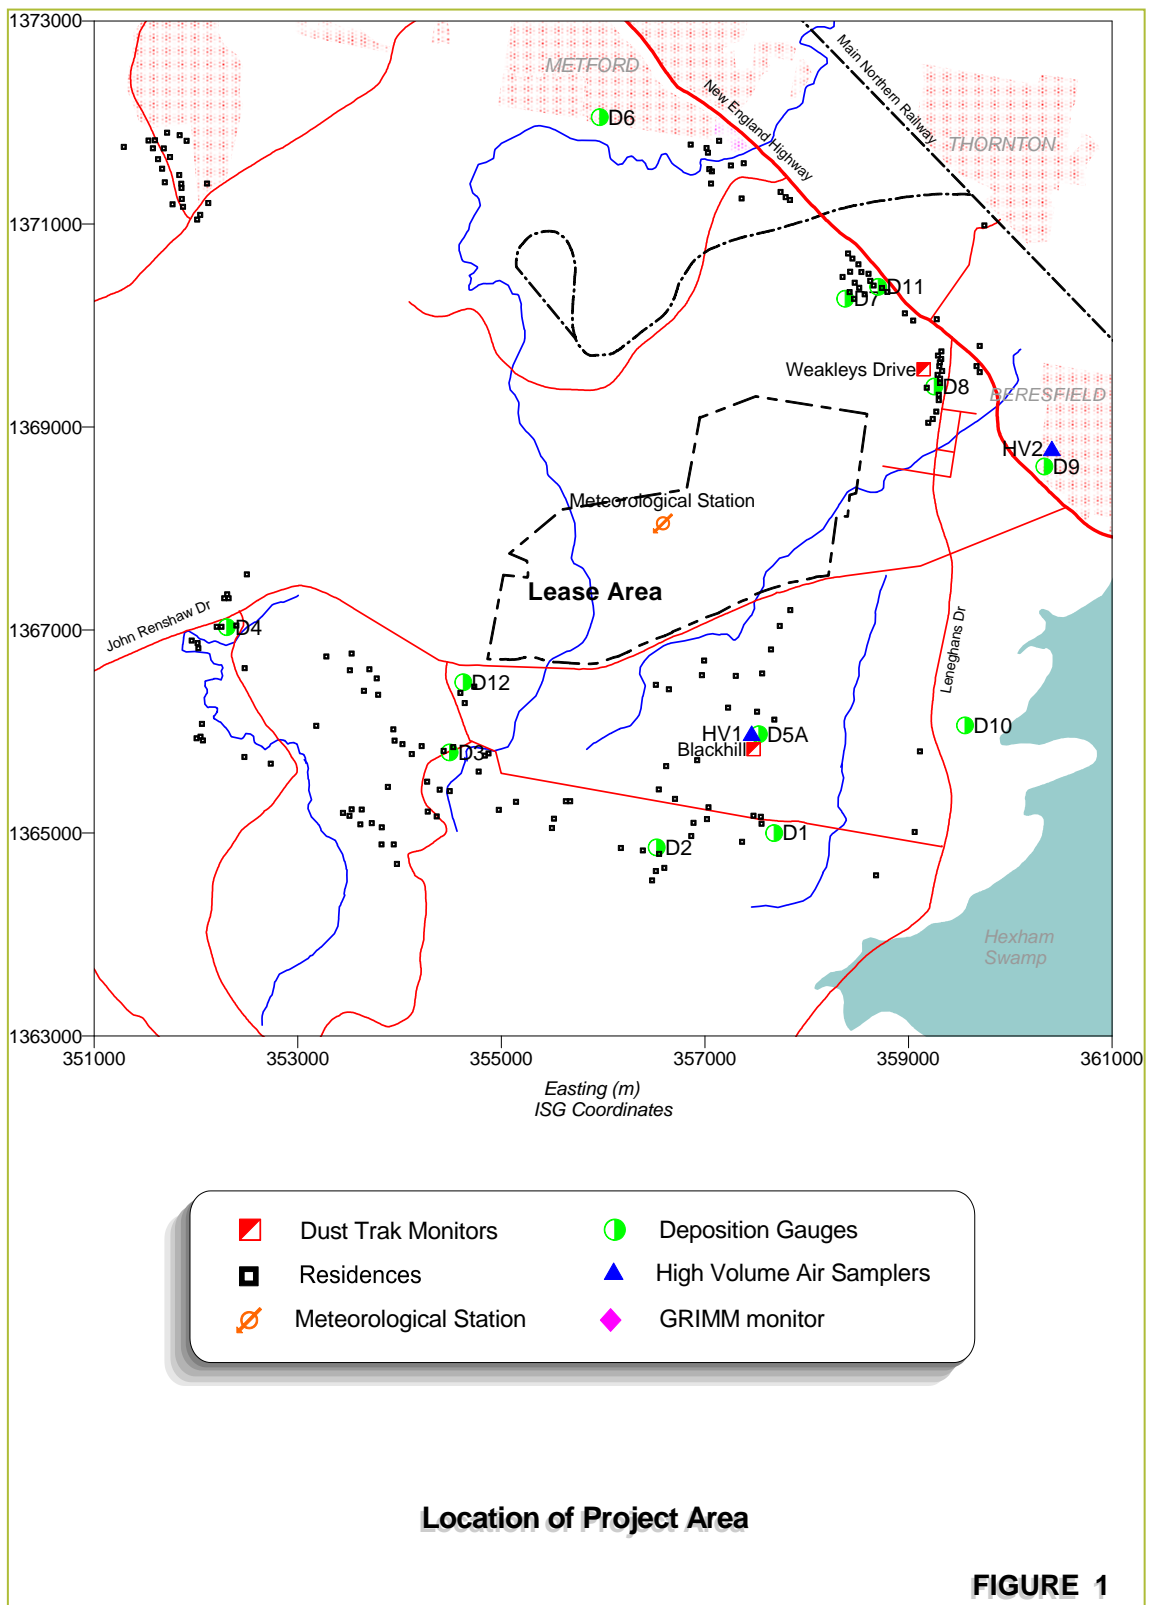 1373000
METFORD
Main Northern Railway
New England Highway
D6
THORNTON
1371000
D11
D7
Weakleys Drive
D8
BERESFIELD
1369000
HV2
D9
Meteorological Station
Lease Area
John Renshaw Dr
1367000
D4
Leneghans Dr
D12
D10
HV1
D5A
Blackhill
D3
1365000
D1
D2
Hexham
Swamp
1363000
351000
353000
355000
357000
359000
361000
Easting (m)
ISG Coordinates
Dust Trak Monitors
Deposition Gauges
Residences
High Volume Air Samplers
Meteorological Station
GRIMM monitor
Location of Project Area
FIGURE 1